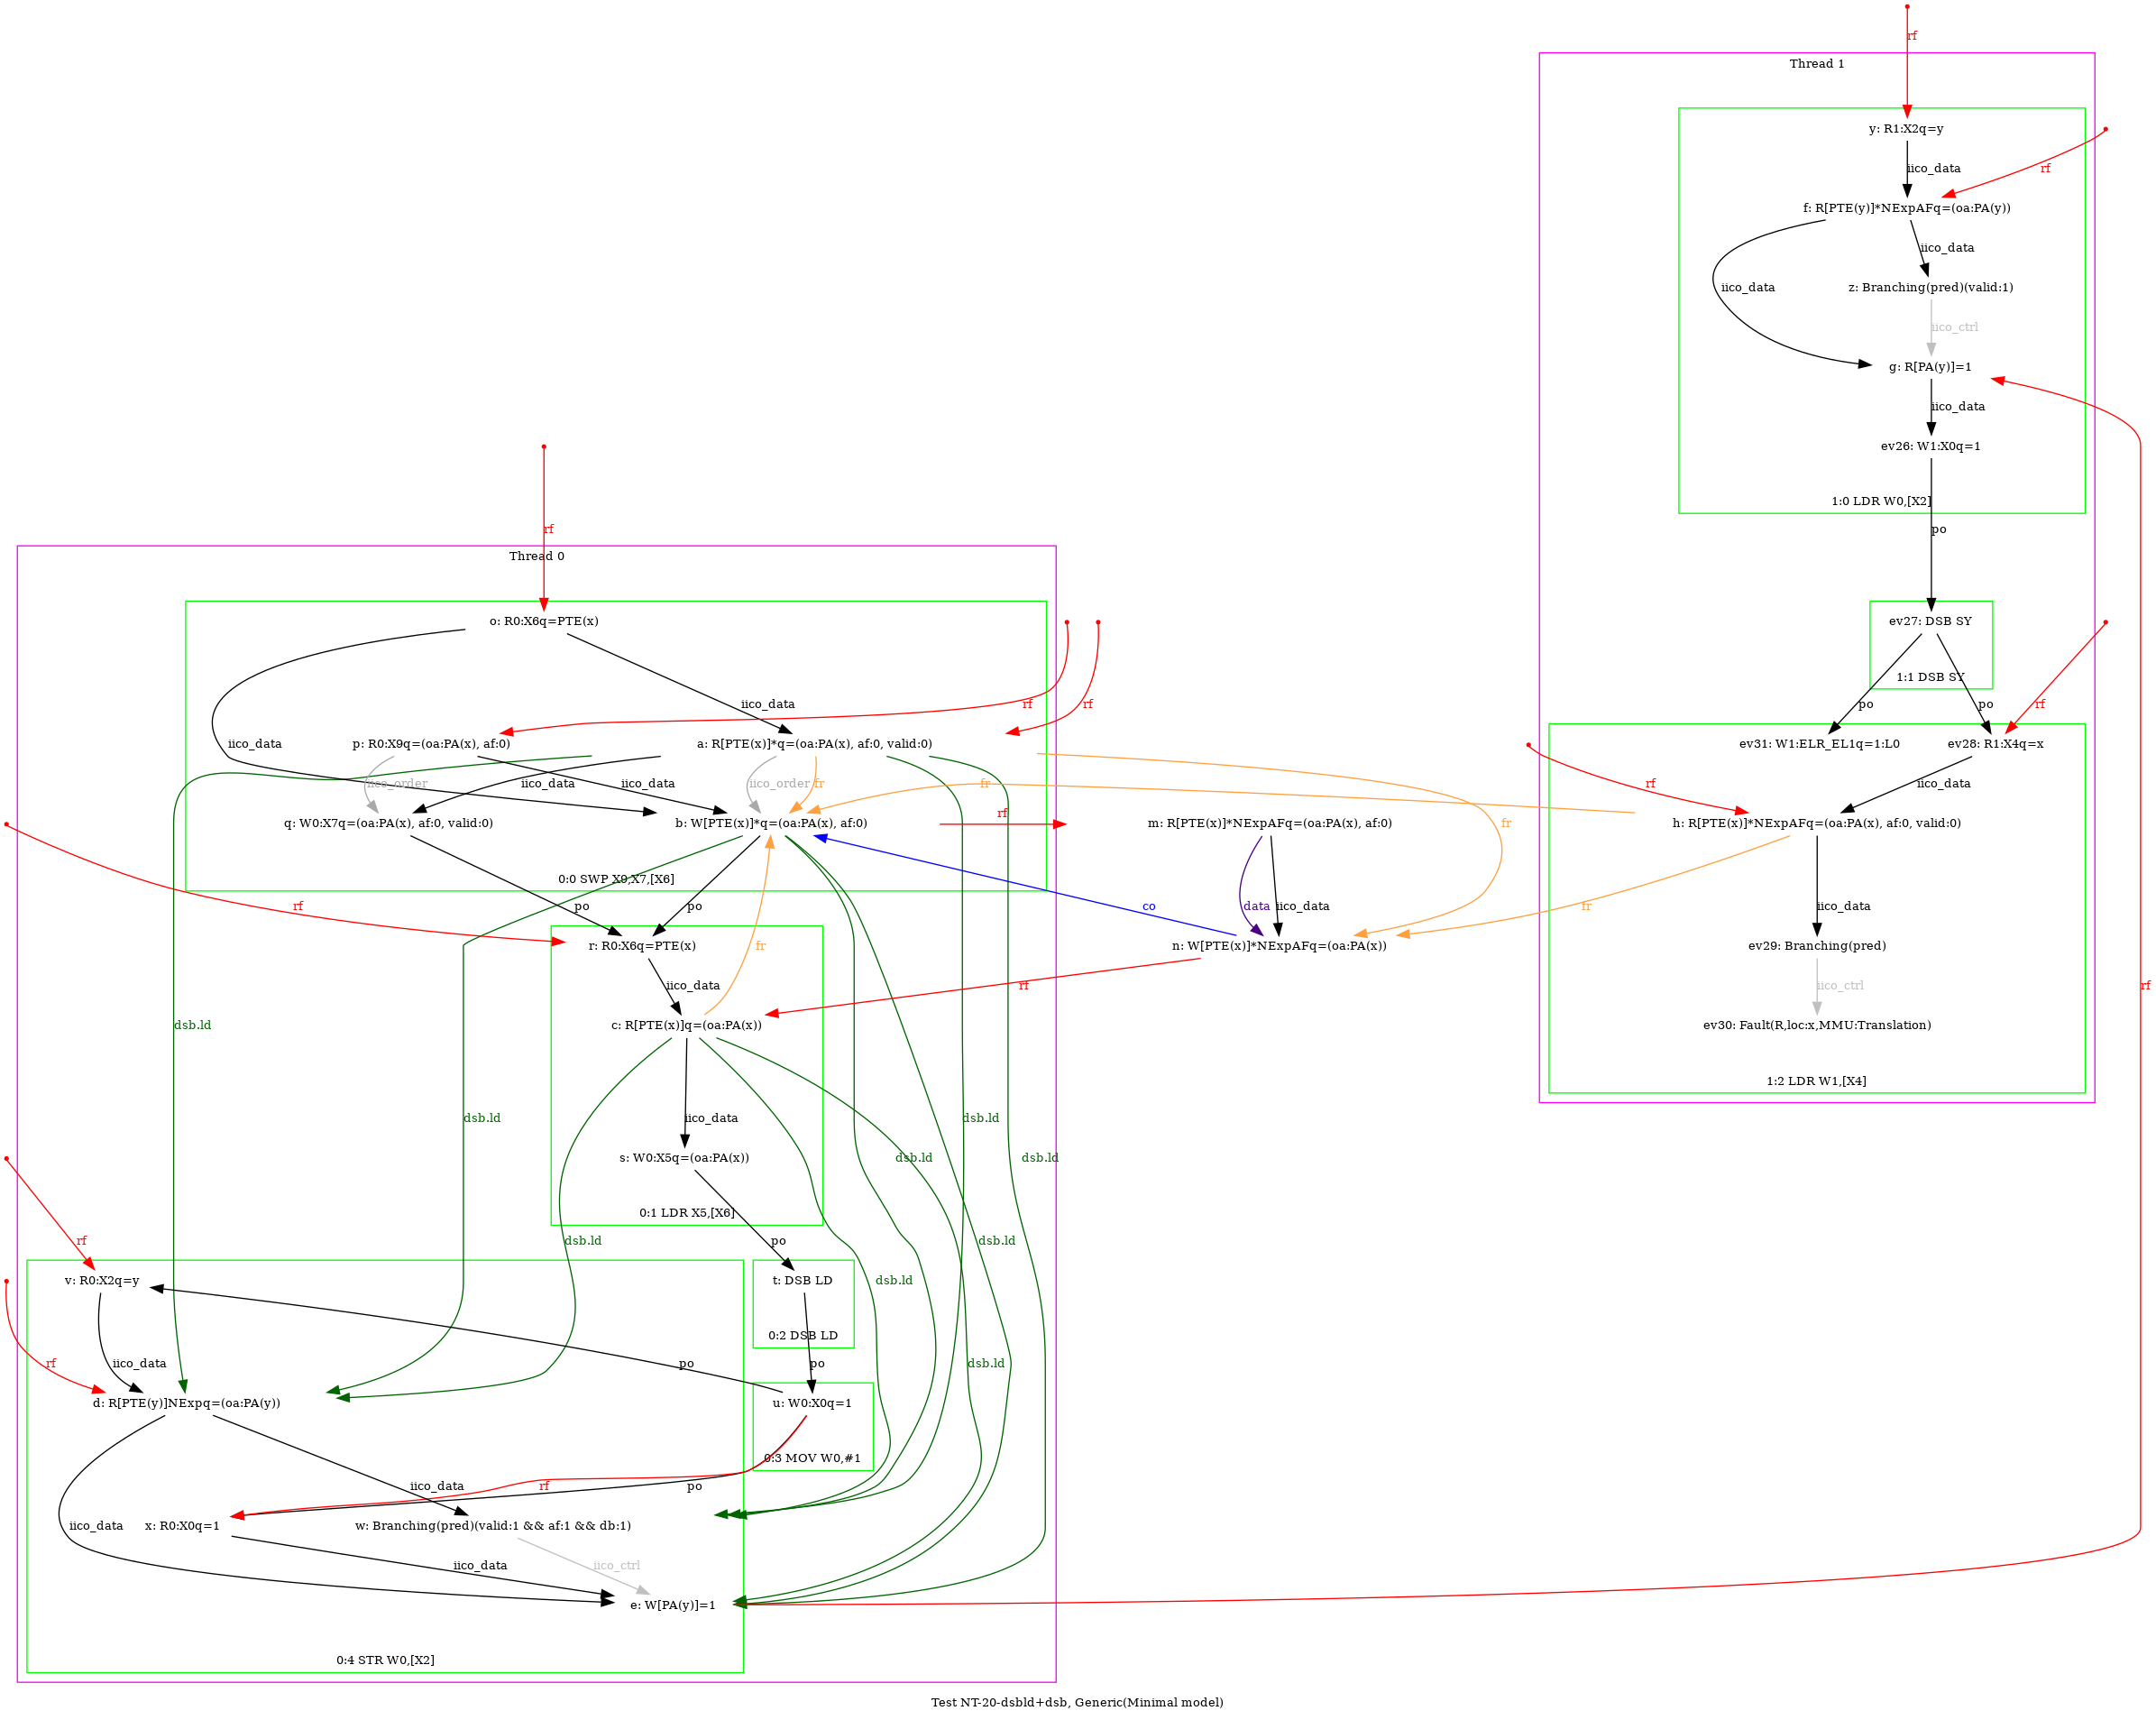 rf
Thread 1
y: R1:X2q=y
iico_data
rf
f: R[PTE(y)]*NExpAFq=(oa:PA(y))
iico_data
iico_data
z: Branching(pred)(valid:1)
iico_ctrl
g: R[PA(y)]=1
iico_data
ev26: W1:X0q=1
1:0 LDR W0,[X2]
po
rf
Thread 0
o: R0:X6q=PTE(x)
ev27: DSB SY
1:1 DSB SY
iico_data
rf
rf
po
po
rf
iico_data
p: R0:X9q=(oa:PA(x), af:0)
a: R[PTE(x)]*q=(oa:PA(x), af:0, valid:0)
ev31: W1:ELR_EL1q=1:L0
ev28: R1:X4q=x
iico_order
iico_data
iico_data
iico_order
fr
fr
rf
iico_data
q: W0:X7q=(oa:PA(x), af:0, valid:0)
b: W[PTE(x)]*q=(oa:PA(x), af:0)
rf
m: R[PTE(x)]*NExpAFq=(oa:PA(x), af:0)
fr
h: R[PTE(x)]*NExpAFq=(oa:PA(x), af:0, valid:0)
0:0 SWP X9,X7,[X6]
rf
po
po
co
data
iico_data
fr
iico_data
r: R0:X6q=PTE(x)
fr
n: W[PTE(x)]*NExpAFq=(oa:PA(x))
ev29: Branching(pred)
iico_data
rf
iico_ctrl
rf
dsb.ld
c: R[PTE(x)]q=(oa:PA(x))
ev30: Fault(R,loc:x,MMU:Translation)
1:2 LDR W1,[X4]
dsb.ld
iico_data
dsb.ld
s: W0:X5q=(oa:PA(x))
dsb.ld
dsb.ld
0:1 LDR X5,[X6]
rf
dsb.ld
po
dsb.ld
v: R0:X2q=y
t: DSB LD
dsb.ld
0:2 DSB LD
rf
iico_data
po
po
dsb.ld
d: R[PTE(y)]NExpq=(oa:PA(y))
u: W0:X0q=1
0:3 MOV W0,#1
iico_data
rf
po
iico_data
x: R0:X0q=1
w: Branching(pred)(valid:1 && af:1 && db:1)
iico_data
iico_ctrl
e: W[PA(y)]=1
0:4 STR W0,[X2]
Test NT-20-dsbld+dsb, Generic(Minimal model)